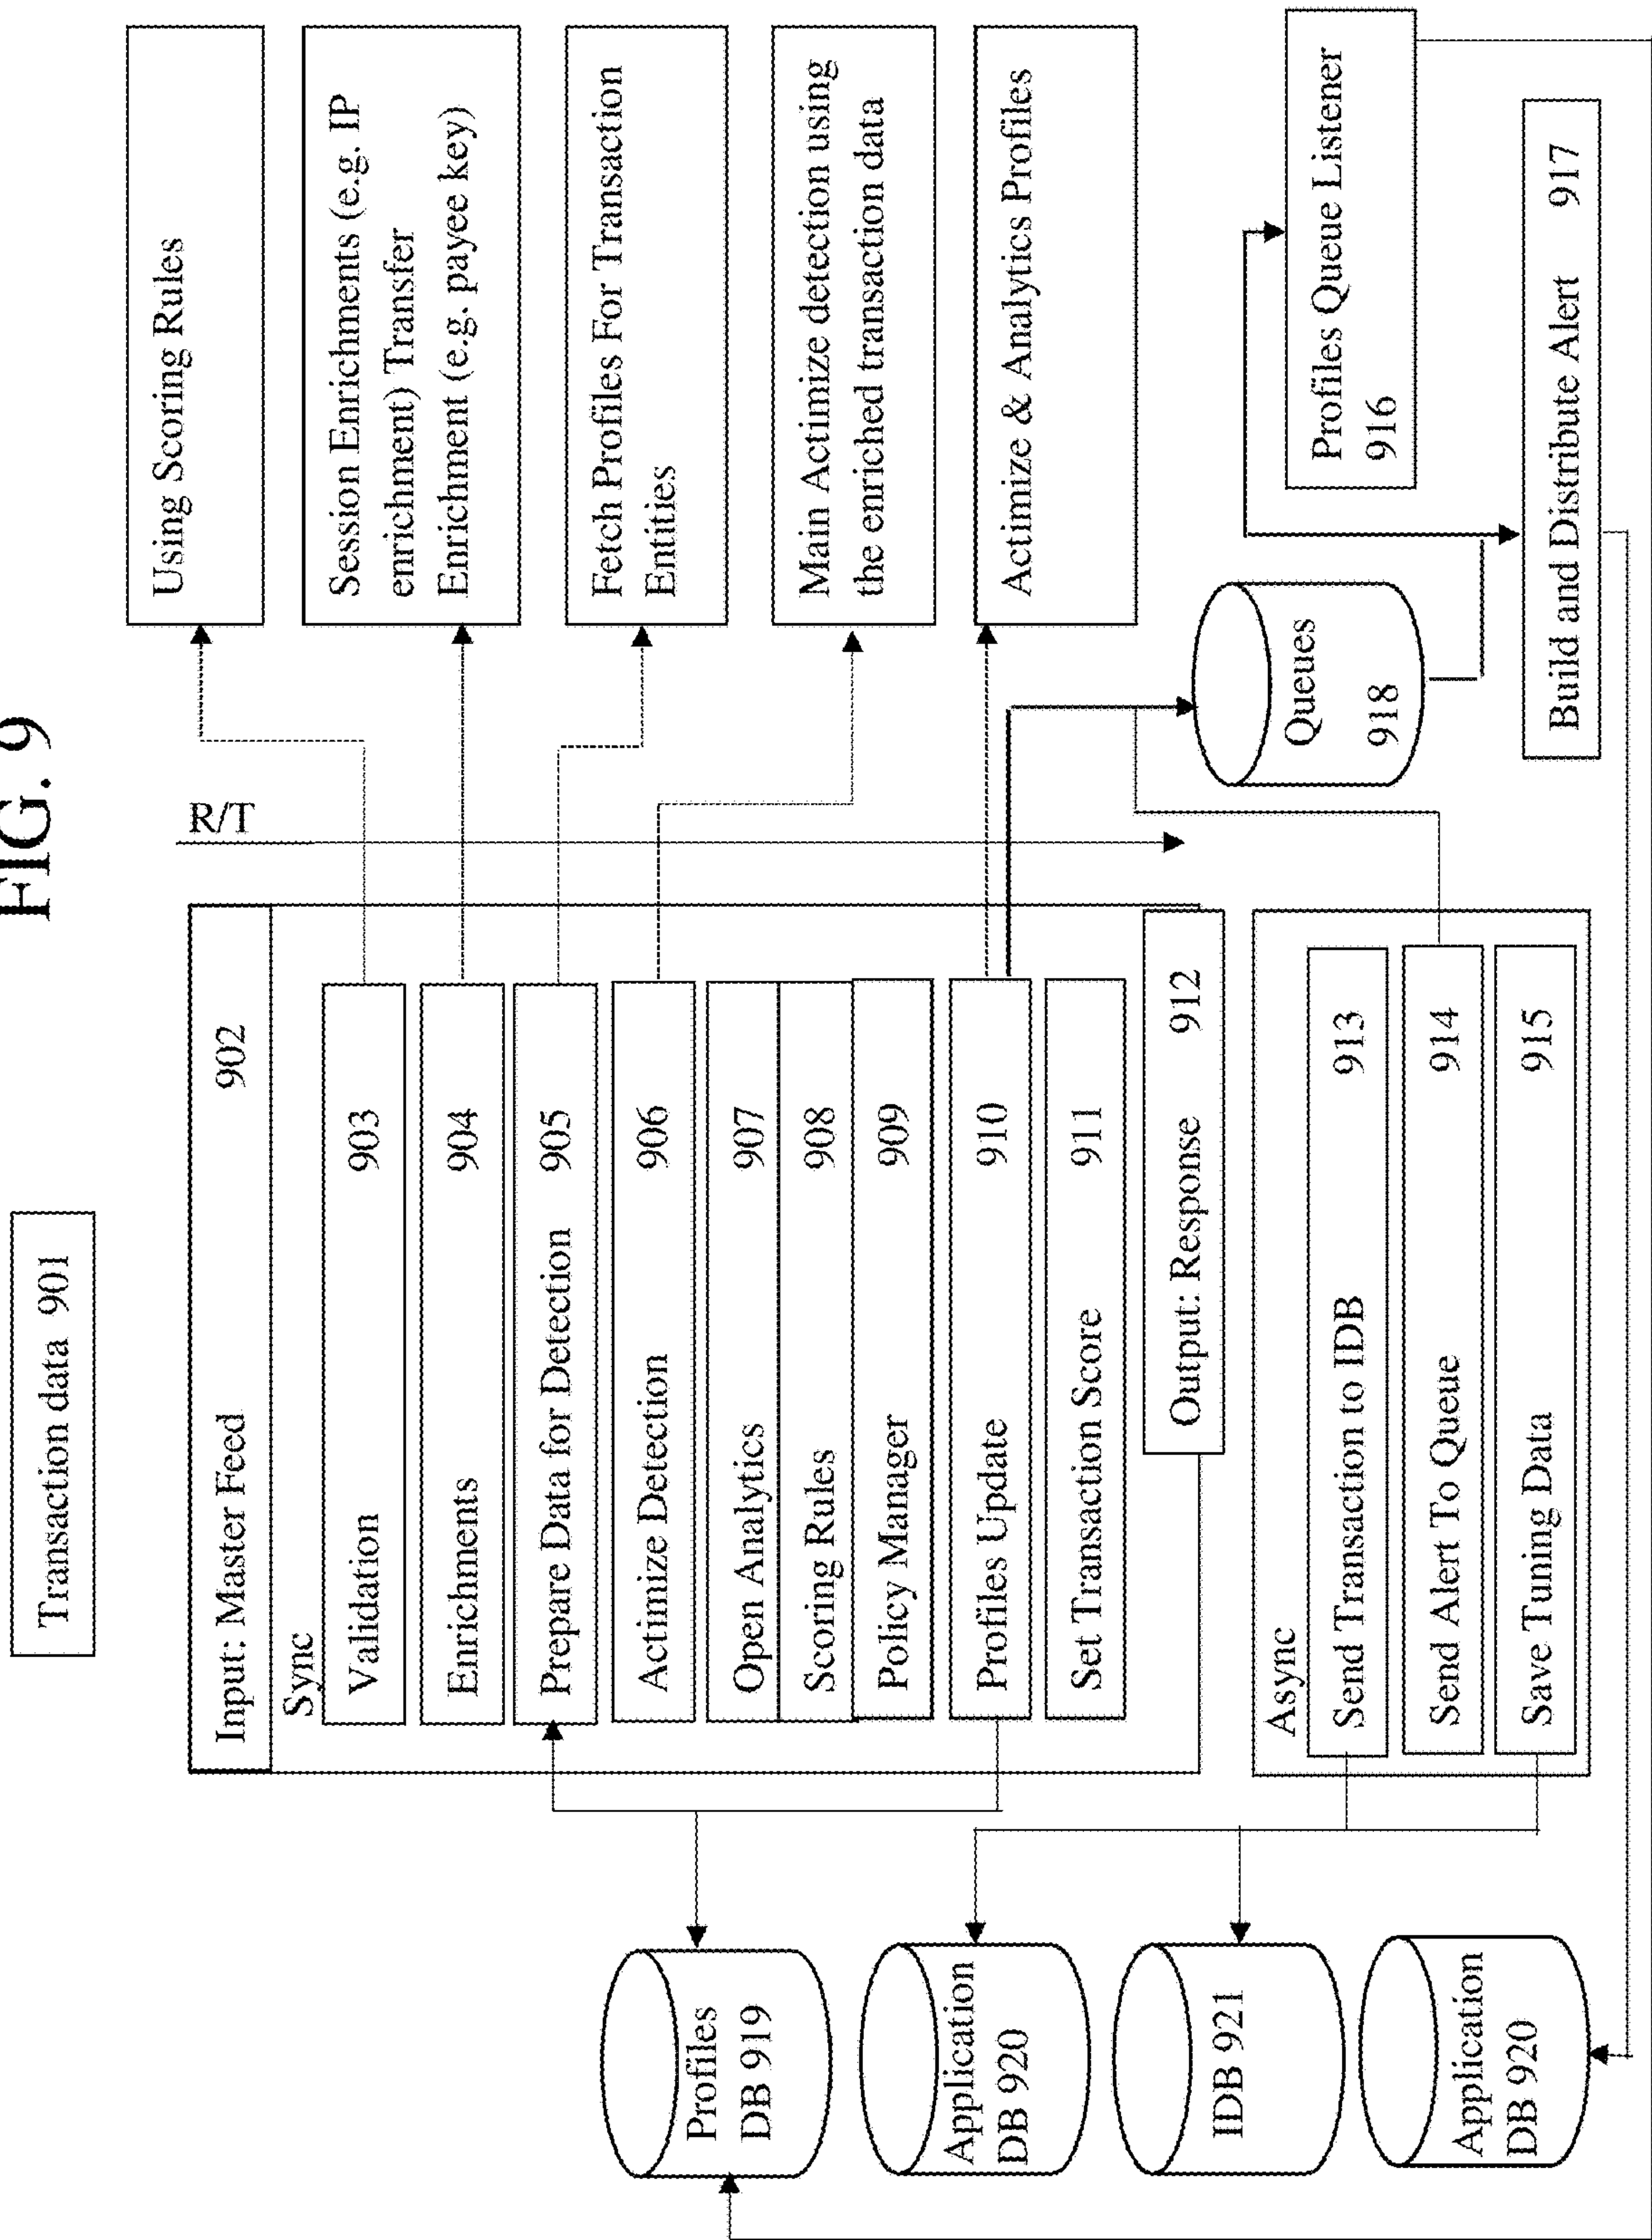 FIG. 9
Transaction data 901
R/T
Input: Master Feed 902
Sync
Validation 903
Enrichments 904
Prepare Data for Detection 905
Actimize Detection 906
Open Analytics 907
Scoring Rules 908
Policy Manager 909
Profiles Update 910
Set Transaction Score 911
Output: Response 912
Async
Send Transaction to IDB 913
Send Alert To Queue 914
Save Tuning Data 915
Using Scoring Rules
Session Enrichments (e.g. IP
enrichment) Transfer
Enrichment (e.g. payee key)
Fetch Profiles For Transaction
Entities
Main Actimize detection using
the enriched transaction data
Actimize & Analytics Profiles
Queues
918
Profiles Queue Listener
916
Build and Distribute Alert 917
Profiles
DB 919
Application
DB 920
IDB 921
Application
DB 920